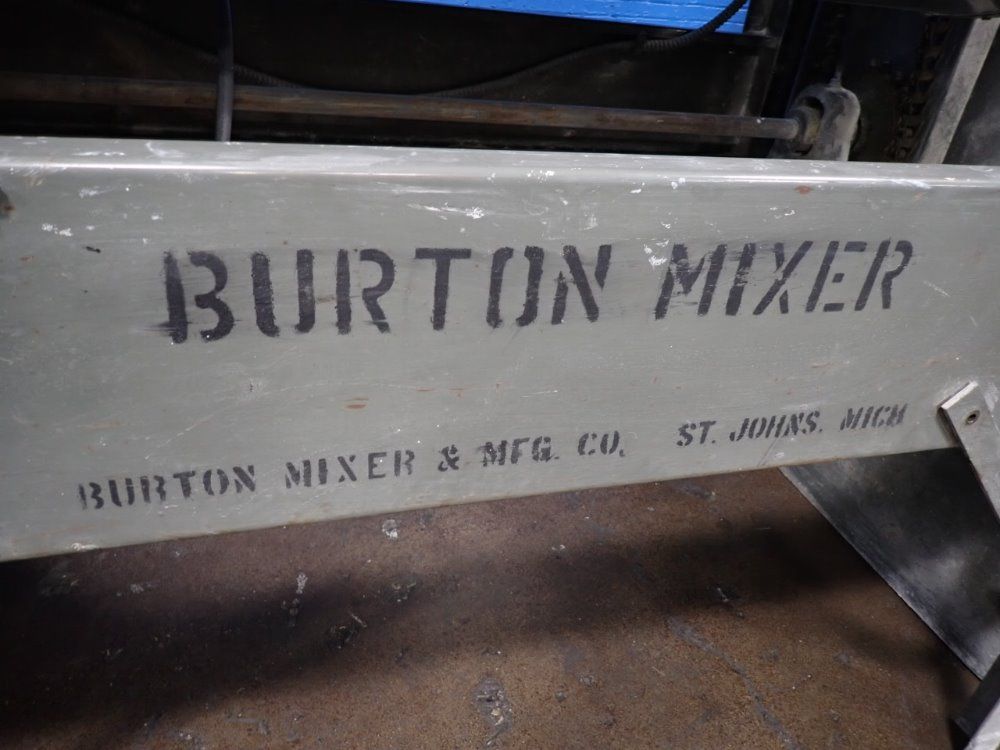 BURTON MIXER
BURTON MIXER & MFG. CO. ST. JOHNS. MICH